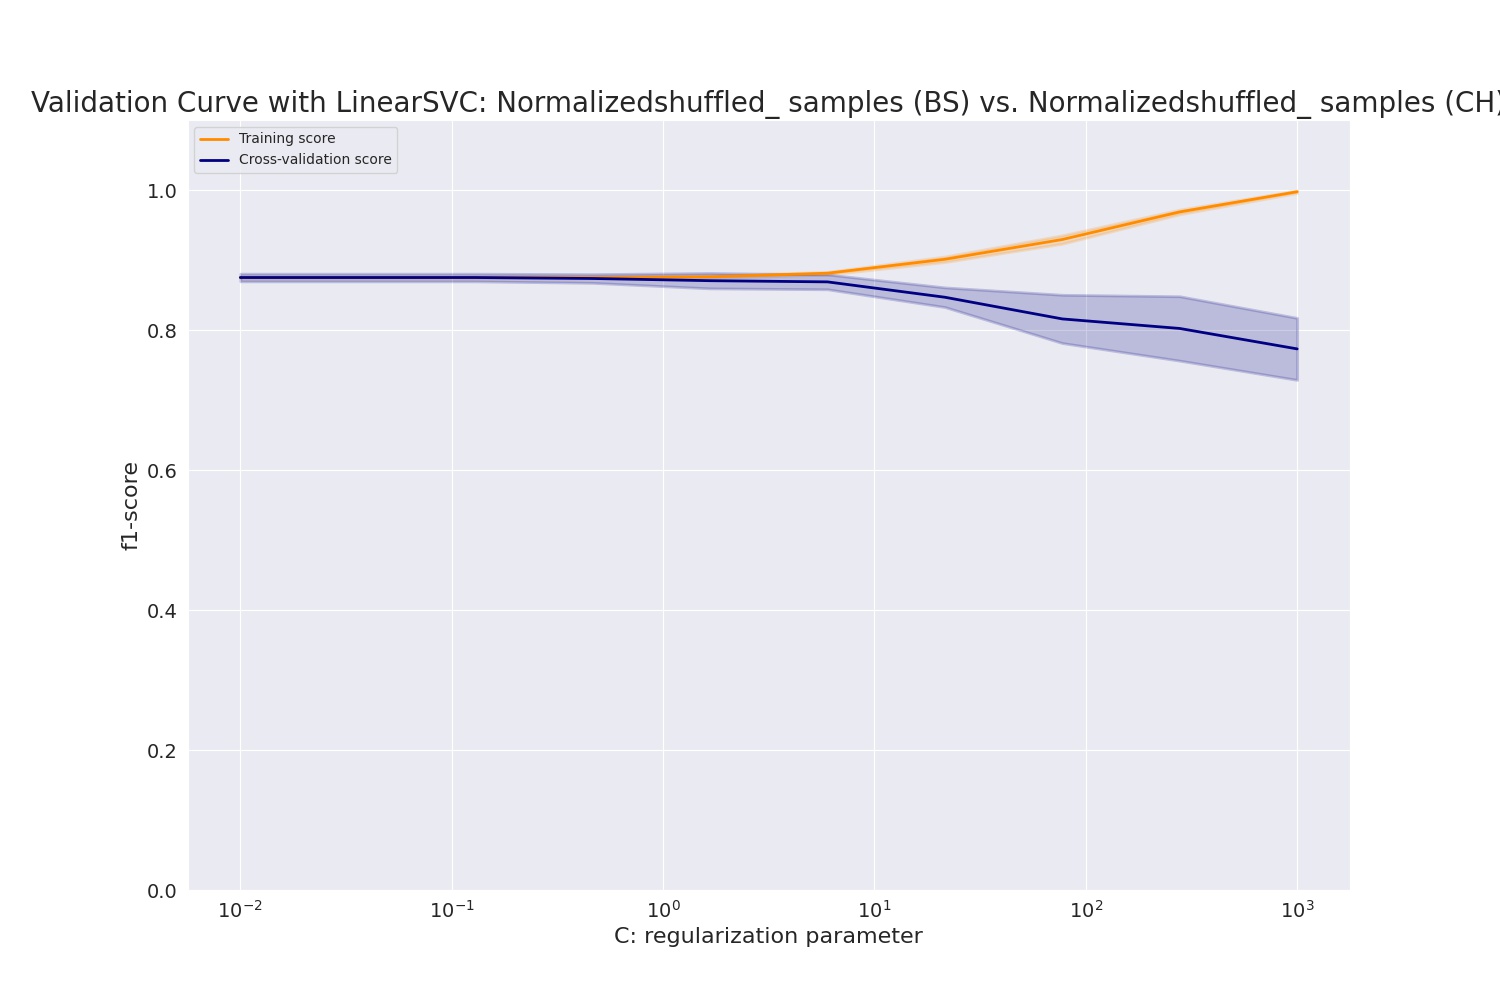 Validation Curve with LinearSVC: Normalizedshuffled_ samples (BS) vs. Normalizedshuffled_ samples (CH)
Training score
Cross-validation score
1.0
0.8
0.6
0.4
0.2
0.0
f1-score
10⁻² 10⁻¹ 10⁰ 10¹ 10² 10³
C: regularization parameter